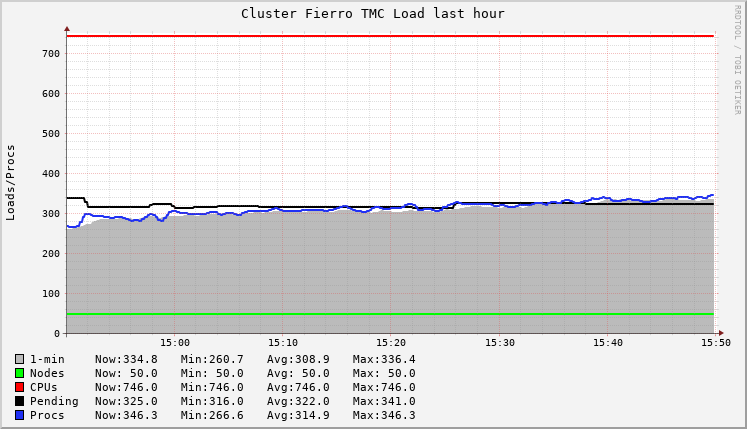 Cluster Fierro TMC Load last hour
RRDTOOL / TOBI OETIKER
Loads/Procs
700
600
500
400
300
200
100
0
15:00 15:10 15:20 15:30 15:40 15:50
1-min Now:334.8 Min:260.7 Avg:308.9 Max:336.4
Nodes Now: 50.0 Min: 50.0 Avg: 50.0 Max: 50.0
CPUs Now:746.0 Min:746.0 Avg:746.0 Max:746.0
Pending Now:325.0 Min:316.0 Avg:322.0 Max:341.0
Procs Now:346.3 Min:266.6 Avg:314.9 Max:346.3